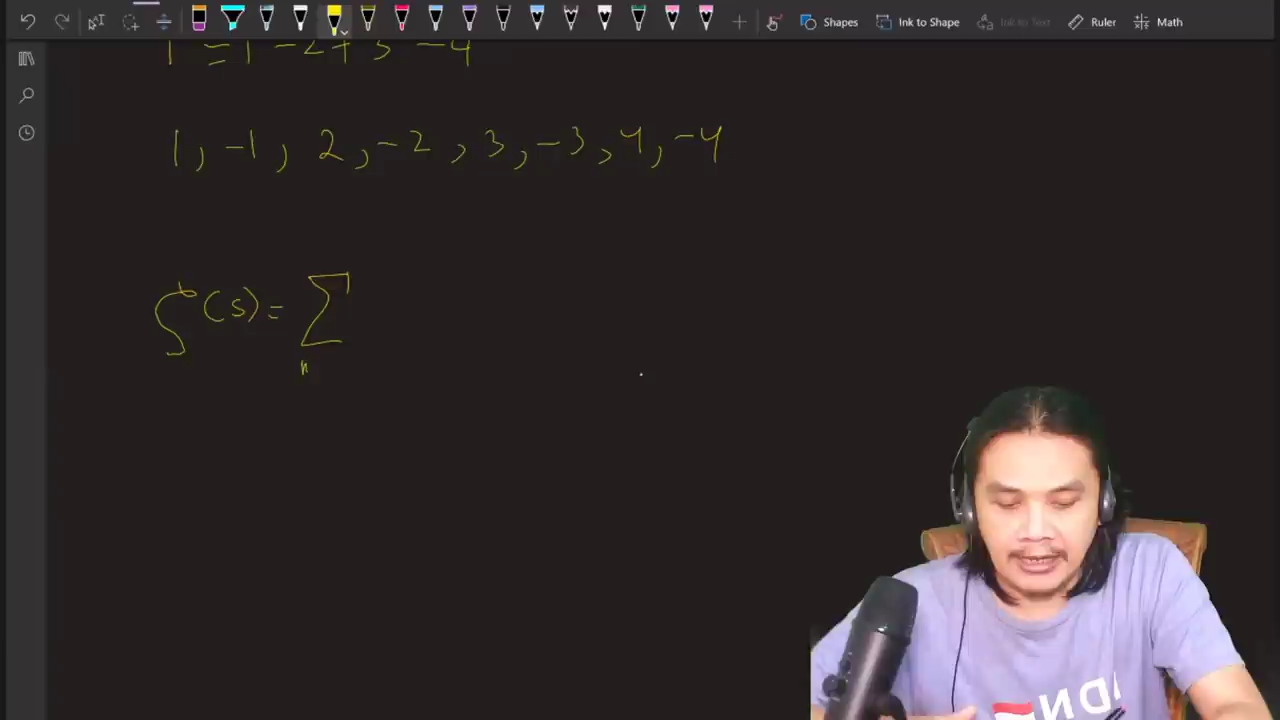 Shapes Ink to Shape Ink to Text Ruler Math
1, -1, 2, -2, 3, -3, 4, -4
ζ(s) = Σ
n